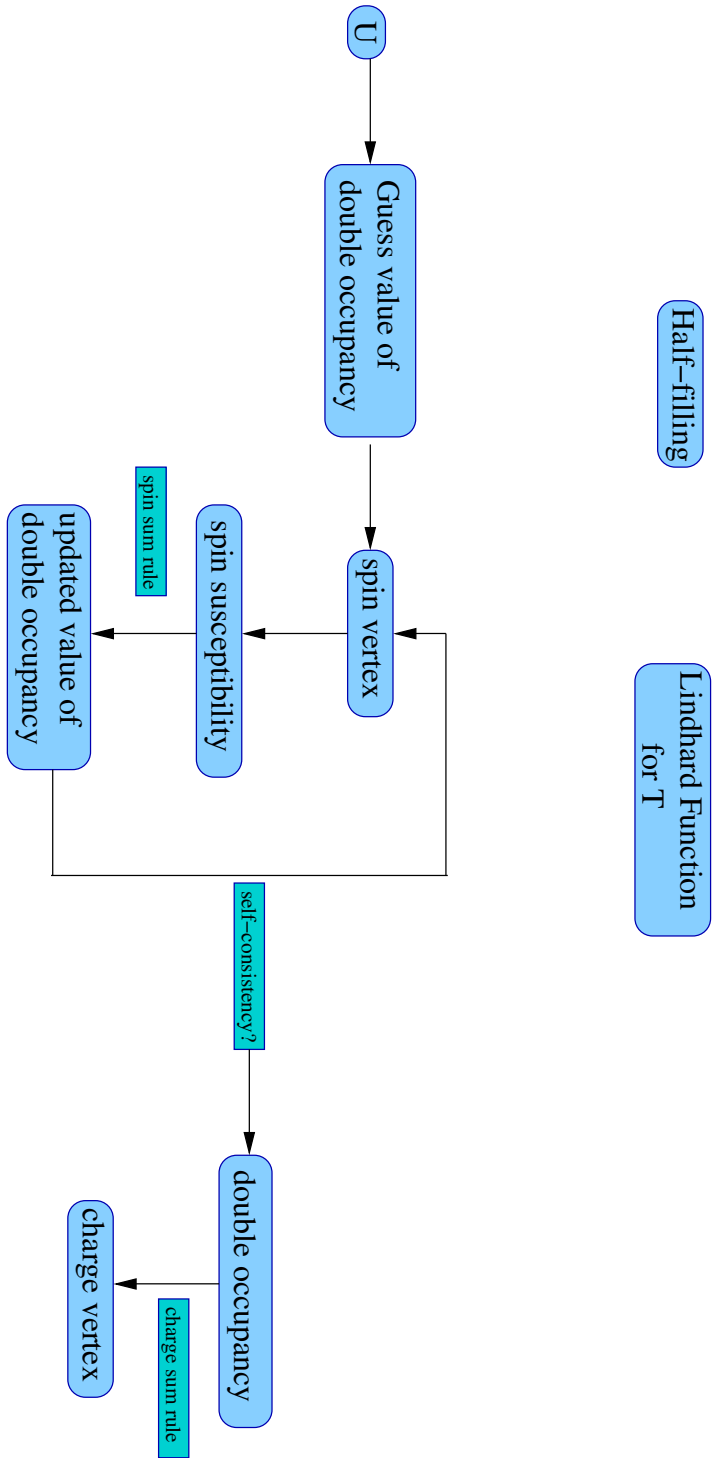 Half−filling
Lindhard Function
for T
U
Guess value of
double occupancy
spin vertex
spin susceptibility
spin sum rule
updated value of
double occupancy
self−consistency?
double occupancy
charge sum rule
charge vertex